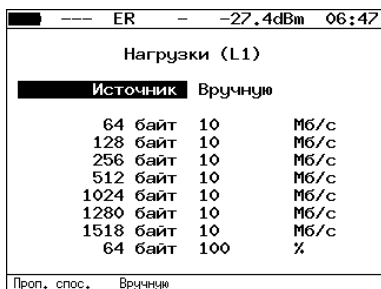 --- ER - -27.4dBm 06:47
Нагрузки (L1)
Источник Вручную
64 байт 10 Мб/с
128 байт 10 Мб/с
256 байт 10 Мб/с
512 байт 10 Мб/с
1024 байт 10 Мб/с
1280 байт 10 Мб/с
1518 байт 10 Мб/с
64 байт 100 %
Проп. спос. Вручную